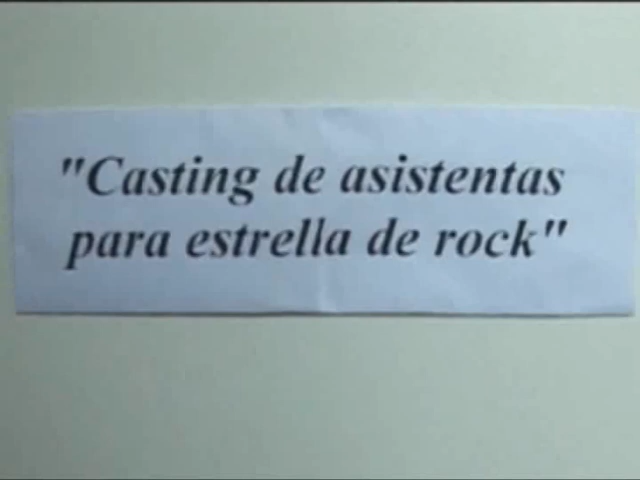 "Casting de asistentas
para estrella de rock"